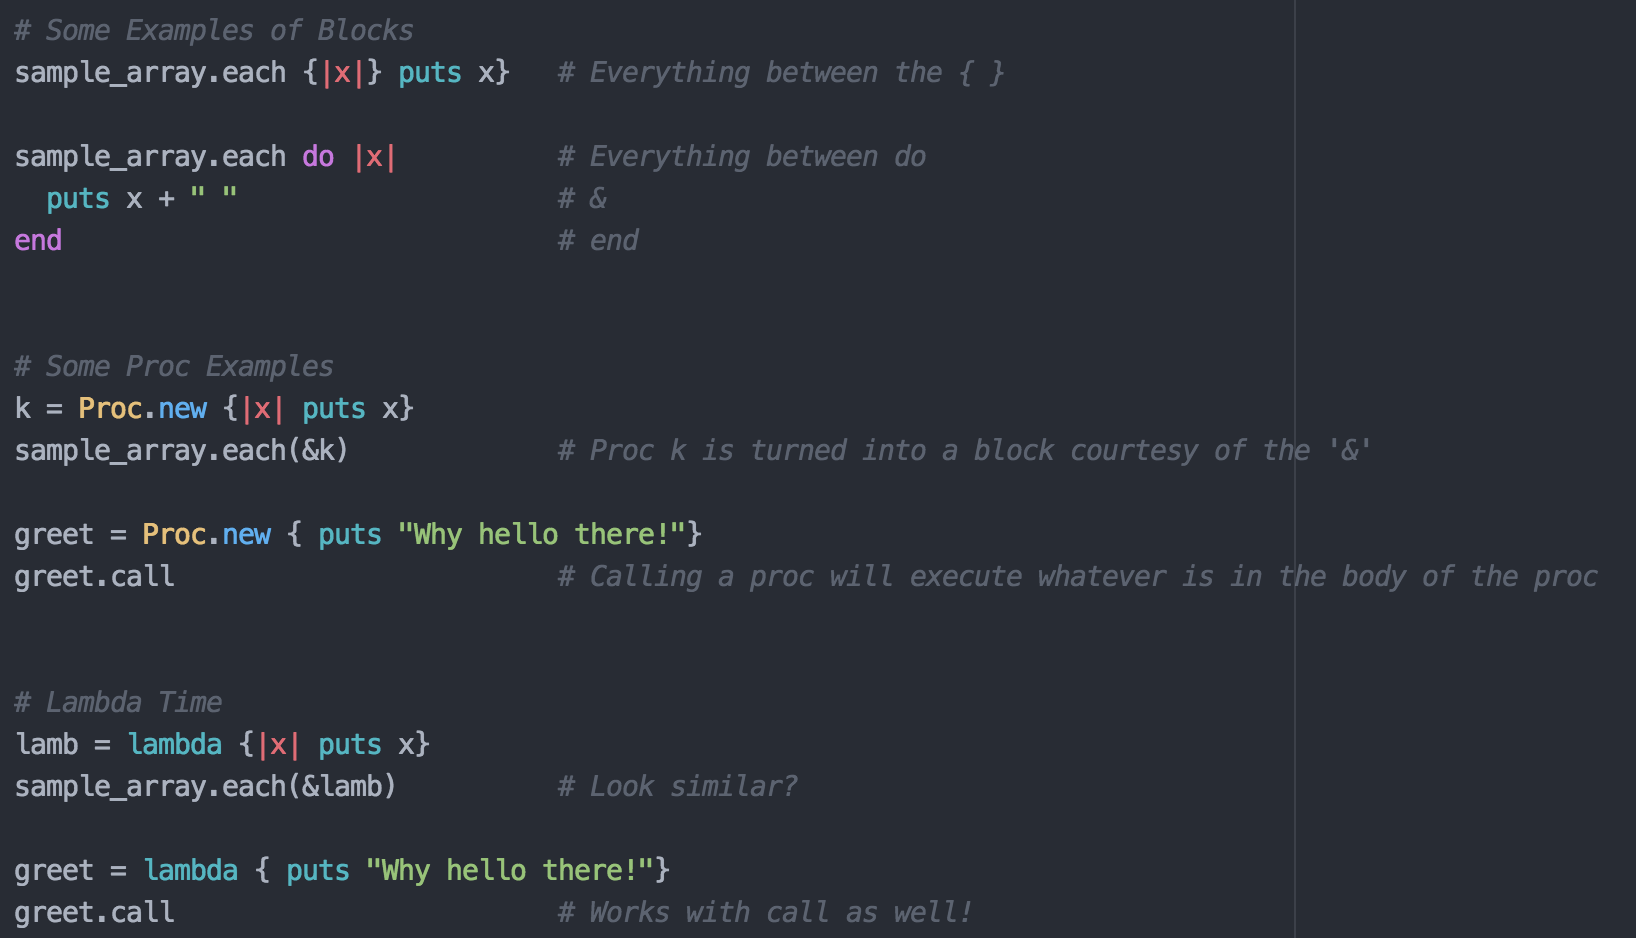 # Some Examples of Blocks
sample_array.each {|x|} puts x}   # Everything between the { }
sample_array.each do |x|          # Everything between do
  puts x + " "                    # &
end                               # end
# Some Proc Examples
k = Proc.new {|x| puts x}
sample_array.each(&k)             # Proc k is turned into a block courtesy of the '&'
greet = Proc.new { puts "Why hello there!"}
greet.call                        # Calling a proc will execute whatever is in the body of the proc
# Lambda Time
lamb = lambda {|x| puts x}
sample_array.each(&lamb)          # Look similar?
greet = lambda { puts "Why hello there!"}
greet.call                        # Works with call as well!